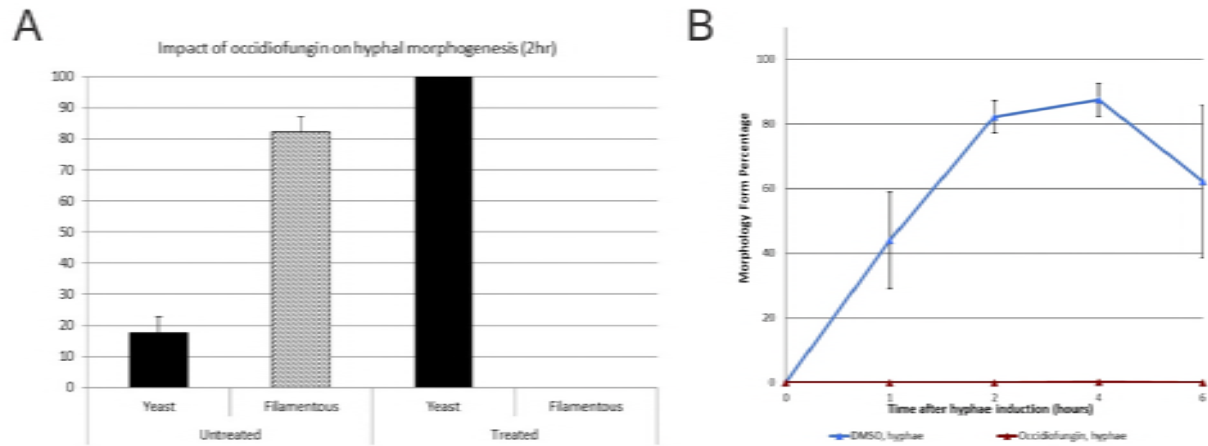 A
Impact of occidiofungin on hyphal morphogenesis (2hr)
100
90
80
70
60
50
40
30
20
10
0
Yeast Filamentous Yeast Filamentous
Untreated Treated
B
Morphology Form Percentage
100
80
60
40
20
0
0 1 2 4 6
Time after hyphae induction (hours)
DMSO, hyphae Occidiofungin, hyphae